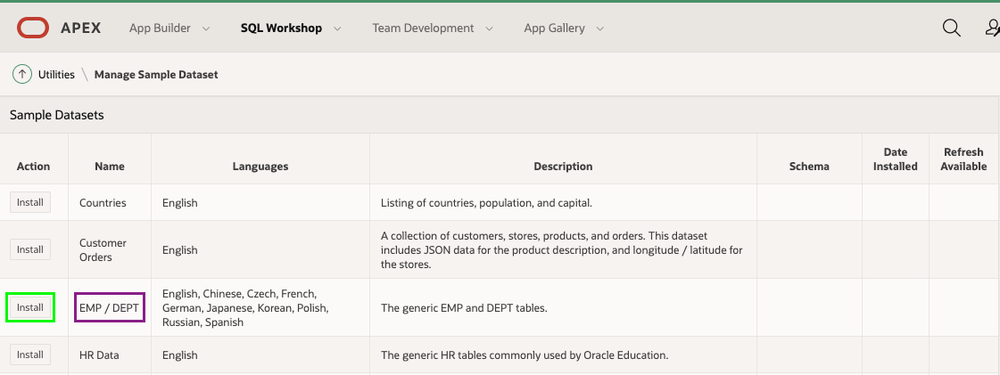 APEX App Builder SQL Workshop Team Development App Gallery
Utilities \ Manage Sample Dataset
Sample Datasets
Action Name Languages Description Schema Date Installed Refresh Available
Install Countries English Listing of countries, population, and capital.
Install Customer Orders English A collection of customers, stores, products, and orders. This dataset
includes JSON data for the product description, and longitude / latitude for
the stores.
Install EMP / DEPT English, Chinese, Czech, French,
German, Japanese, Korean, Polish,
Russian, Spanish
The generic EMP and DEPT tables.
Install HR Data English The generic HR tables commonly used by Oracle Education.